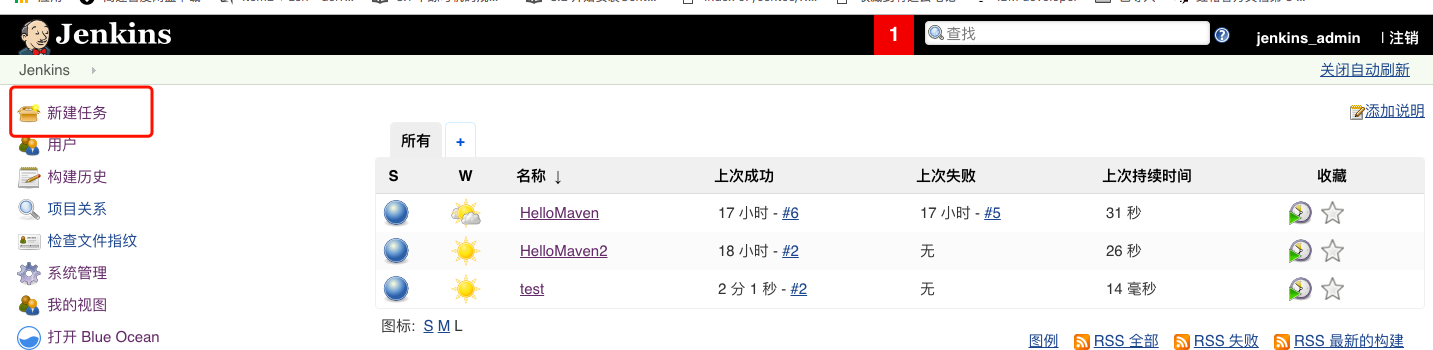 Jenkins
1
查找
jenkins_admin
| 注销
Jenkins
关闭自动刷新
新建任务
用户
构建历史
项目关系
检查文件指纹
系统管理
我的视图
打开 Blue Ocean
添加说明
所有 +
S W 名称 ↓ 上次成功 上次失败 上次持续时间 收藏
HelloMaven 17 小时 - #6 17 小时 - #5 31 秒
HelloMaven2 18 小时 - #2 无 26 秒
test 2 分 1 秒 - #2 无 14 毫秒
图标: S M L
图例 RSS 全部 RSS 失败 RSS 最新的构建